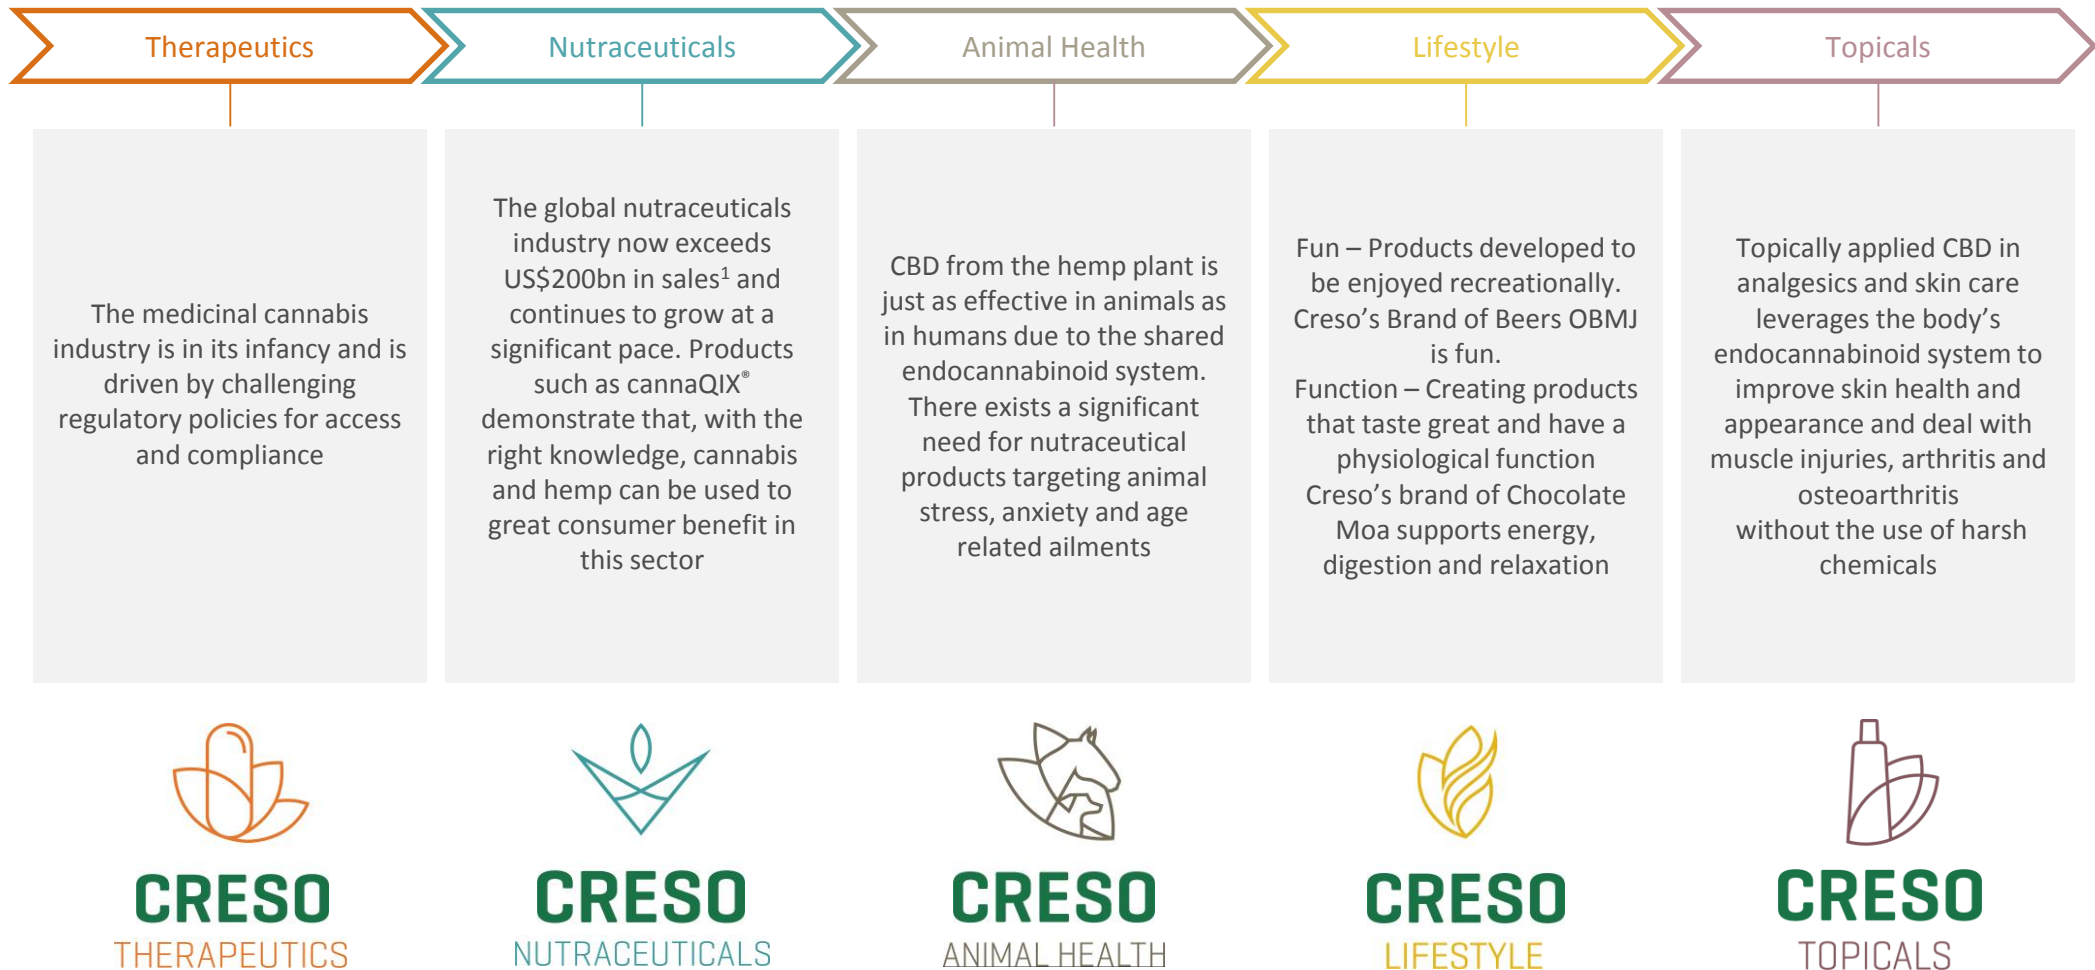 Therapeutics
Nutraceuticals
Animal Health
Lifestyle
Topicals
The medicinal cannabis
industry is in its infancy and is
driven by challenging
regulatory policies for access
and compliance
The global nutraceuticals
industry now exceeds
US$200bn in sales¹ and
continues to grow at a
significant pace. Products
such as cannaQIX®
demonstrate that, with the
right knowledge, cannabis
and hemp can be used to
great consumer benefit in
this sector
CBD from the hemp plant is
just as effective in animals as
in humans due to the shared
endocannabinoid system.
There exists a significant
need for nutraceutical
products targeting animal
stress, anxiety and age
related ailments
Fun – Products developed to
be enjoyed recreationally.
Creso’s Brand of Beers OBMJ
is fun.
Function – Creating products
that taste great and have a
physiological function
Creso’s brand of Chocolate
Moa supports energy,
digestion and relaxation
Topically applied CBD in
analgesics and skin care
leverages the body’s
endocannabinoid system to
improve skin health and
appearance and deal with
muscle injuries, arthritis and
osteoarthritis
without the use of harsh
chemicals
CRESO
THERAPEUTICS
CRESO
NUTRACEUTICALS
CRESO
ANIMAL HEALTH
CRESO
LIFESTYLE
CRESO
TOPICALS